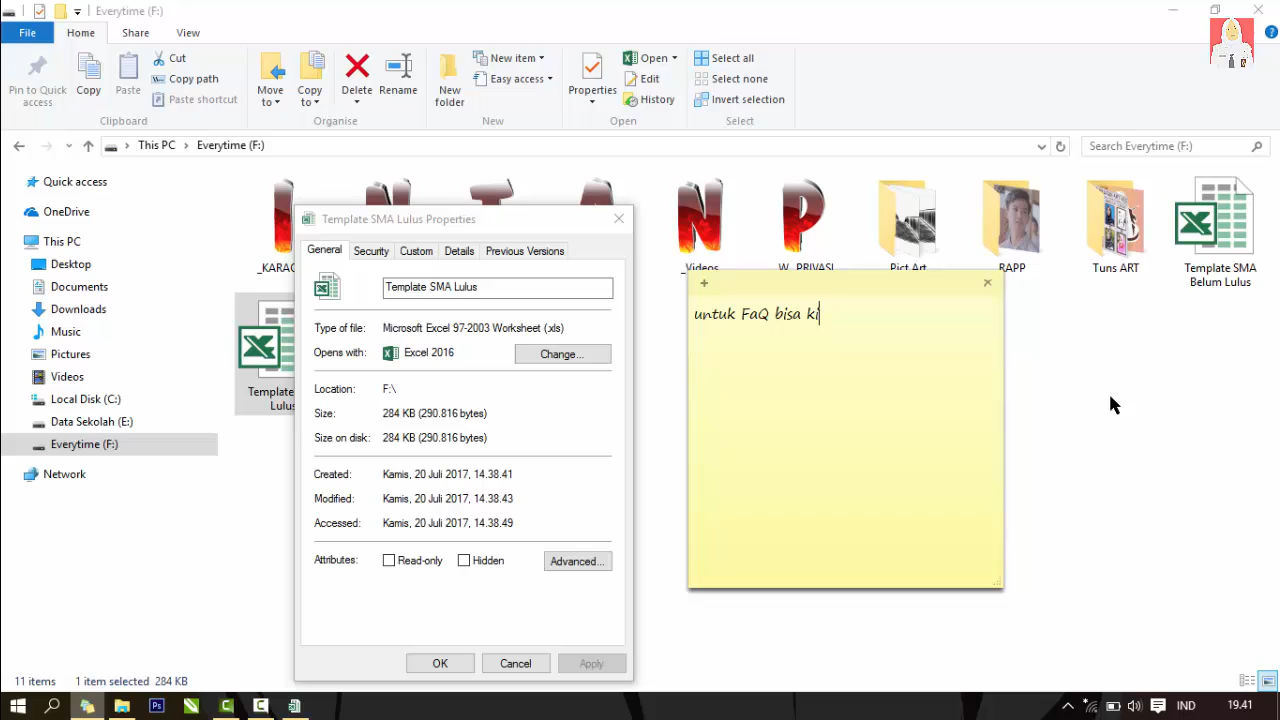 Everytime (F:)
File
Home
Share
View
Pin to Quick access
Copy
Paste
Cut
Copy path
Paste shortcut
Clipboard
Move to
Copy to
Delete
Rename
Organise
New folder
New item
Easy access
New
Properties
Open
Edit
History
Open
Select all
Select none
Invert selection
Select
This PC
Everytime (F:)
Search Everytime (F:)
Quick access
OneDrive
This PC
Desktop
Documents
Downloads
Music
Pictures
Videos
Local Disk (C:)
Data Sekolah (E:)
Everytime (F:)
Network
_KARAC
_Videos
W_PRIVASI
Pict Art
RAPP
Tuns ART
Template SMA
Belum Lulus
Template
Lulus
Template SMA Lulus Properties
General
Security
Custom
Details
Previous Versions
Template SMA Lulus
Type of file: Microsoft Excel 97-2003 Worksheet (.xls)
Opens with: Excel 2016 Change...
Location: F:\
Size: 284 KB (290.816 bytes)
Size on disk: 284 KB (290.816 bytes)
Created: Kamis, 20 Juli 2017, 14.38.41
Modified: Kamis, 20 Juli 2017, 14.38.43
Accessed: Kamis, 20 Juli 2017, 14.38.49
Attributes: Read-only Hidden Advanced...
OK Cancel Apply
untuk FaQ bisa ki
11 items 1 item selected 284 KB
IND
19.41